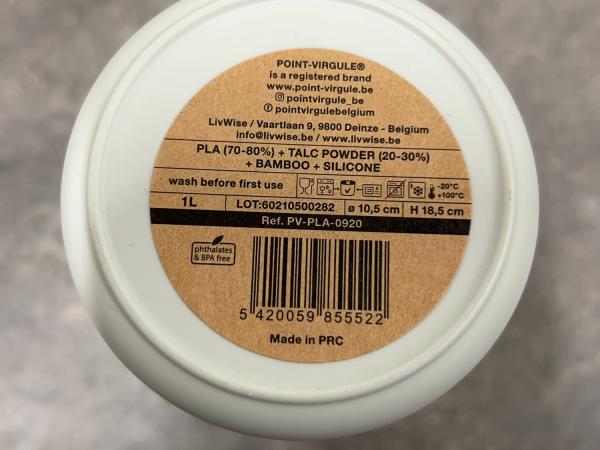 POINT-VIRGULE®
is a registered brand
www.point-virgule.be
pointvirgule_be
pointvirgulebelgium
LivWise / Vaartlaan 9, 9800 Deinze - Belgium
info@livwise.be / www.livwise.be
PLA (70-80%) + TALC POWDER (20-30%)
+ BAMBOO + SILICONE
wash before first use -20°C +100°C
1L LOT:60210500282 ø 10,5 cm H 18,5 cm
Ref. PV-PLA-0920
phthalates
& BPA free
5 420059 855522
Made in PRC